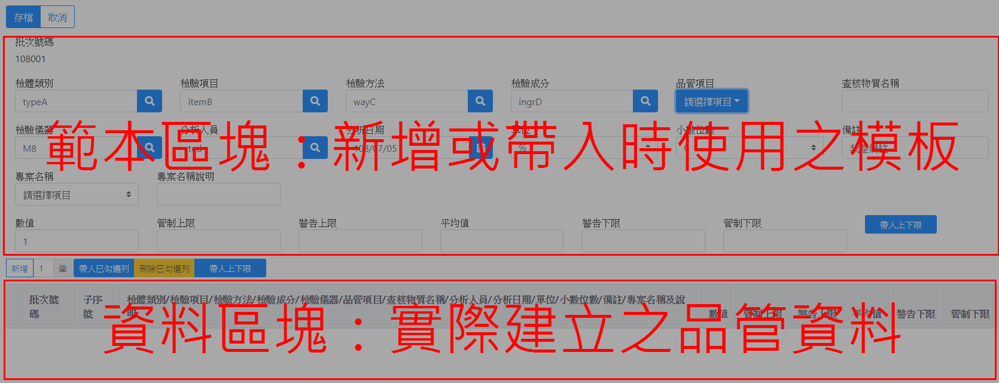 存檔 取消
批次號碼
108001
檢體類別 檢驗項目 檢驗方法 檢驗成分 品管項目 查核物質名稱
typeA itemB wayC ingrD 請選擇項目
檢驗儀器 分析人員 分析日期 單位 小數位數 備註
M8 ted 108/07/05 % 0 我是備註
範本區塊：新增或帶入時使用之模板
專案名稱 專案名稱說明
請選擇項目
數值 管制上限 警告上限 平均值 警告下限 管制下限 帶入上下限
1
新增 1 筆 帶入已勾選列 刪除已勾選列 帶入上下限
批次號碼 子序號 檢體類別/檢驗項目/檢驗方法/檢驗成分/檢驗儀器/品管項目/查核物質名稱/分析人員/分析日期/單位/小數位數/備註/專案名稱及說明 數值 管制上限 警告上限 平均值 警告下限 管制下限
資料區塊：實際建立之品管資料